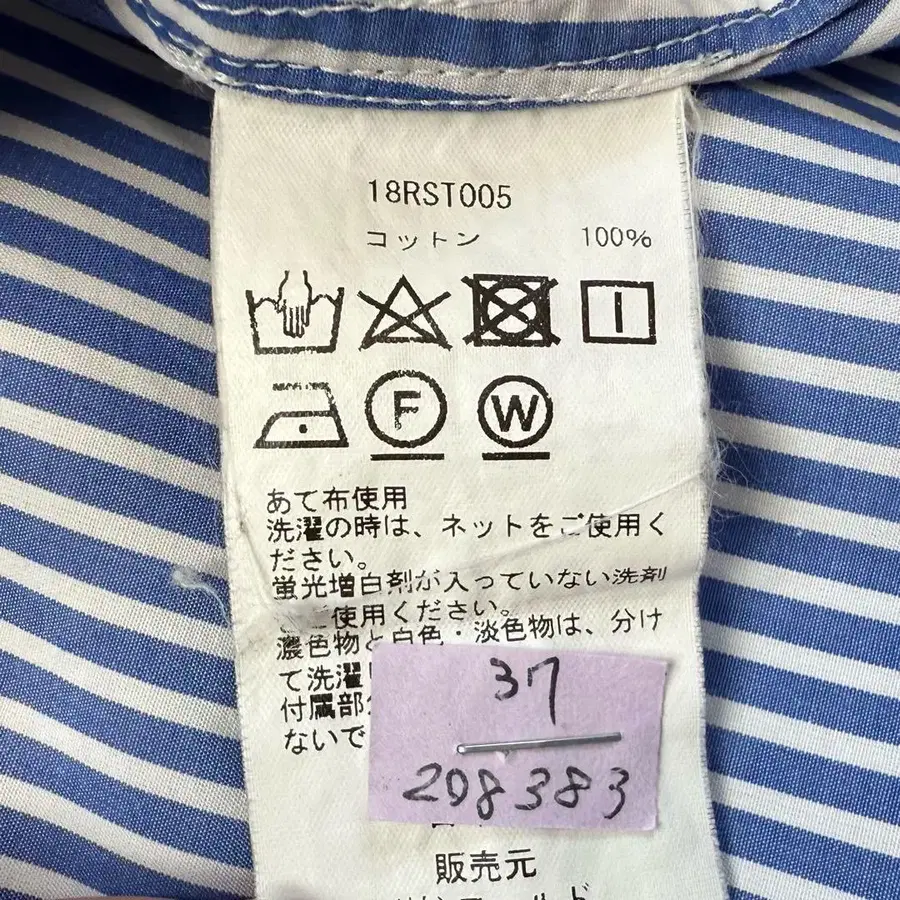 18RST005
コットン 100%
F W
あて布使用
洗濯の時は、ネットをご使用く
ださい。
蛍光増白剤が入っていない洗剤
をご使用ください。
濃色物と白色・淡色物は、分け
て洗濯
付属部
ないで
37
208383
販売元